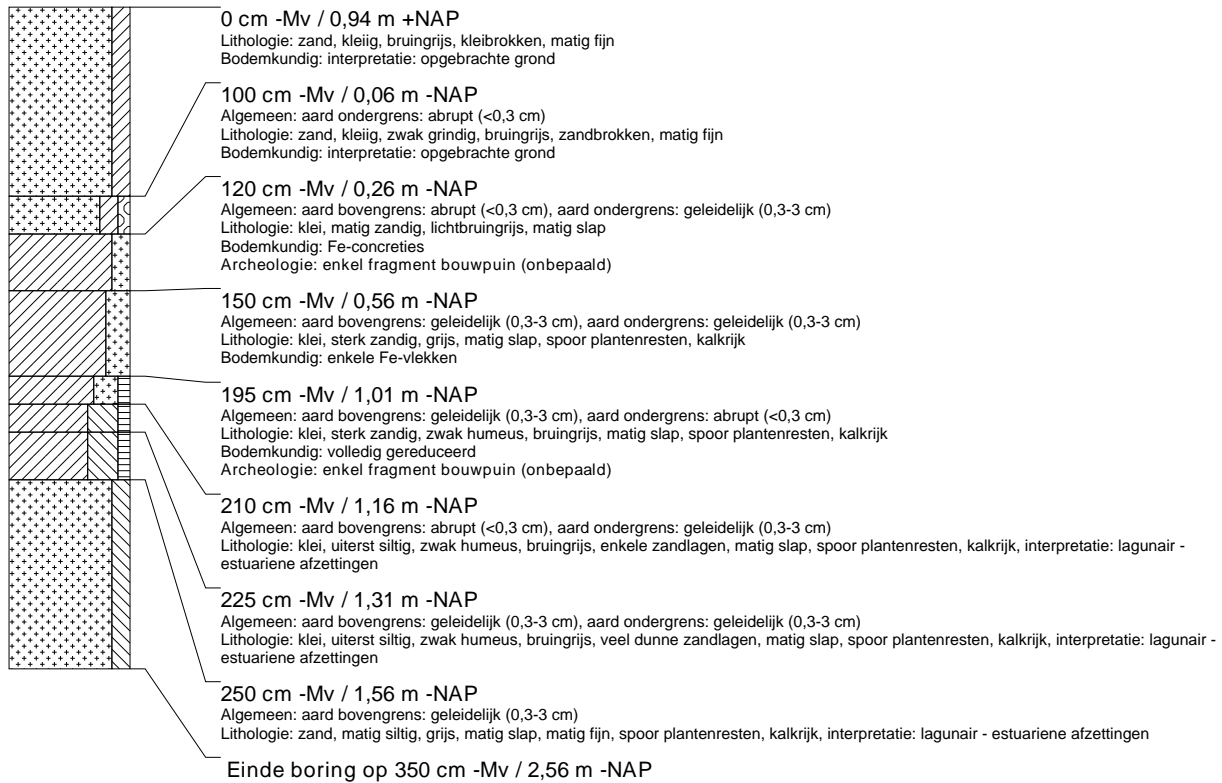 0 cm -Mv / 0,94 m +NAP
Lithologie: zand, kleiig, bruingrijs, kleibrokken, matig fijn
Bodemkundig: interpretatie: opgebrachte grond
100 cm -Mv / 0,06 m -NAP
Algemeen: aard ondergrens: abrupt (<0,3 cm)
Lithologie: zand, kleiig, zwak grindig, bruingrijs, zandbrokken, matig fijn
Bodemkundig: interpretatie: opgebrachte grond
120 cm -Mv / 0,26 m -NAP
Algemeen: aard bovengrens: abrupt (<0,3 cm), aard ondergrens: geleidelijk (0,3-3 cm)
Lithologie: klei, matig zandig, lichtbruingrijs, matig slap
Bodemkundig: Fe-concreties
Archeologie: enkel fragment bouwpuin (onbepaald)
150 cm -Mv / 0,56 m -NAP
Algemeen: aard bovengrens: geleidelijk (0,3-3 cm), aard ondergrens: geleidelijk (0,3-3 cm)
Lithologie: klei, sterk zandig, grijs, matig slap, spoor plantenresten, kalkrijk
Bodemkundig: enkele Fe-vlekken
195 cm -Mv / 1,01 m -NAP
Algemeen: aard bovengrens: geleidelijk (0,3-3 cm), aard ondergrens: abrupt (<0,3 cm)
Lithologie: klei, sterk zandig, zwak humeus, bruingrijs, matig slap, spoor plantenresten, kalkrijk
Bodemkundig: volledig gereduceerd
Archeologie: enkel fragment bouwpuin (onbepaald)
210 cm -Mv / 1,16 m -NAP
Algemeen: aard bovengrens: abrupt (<0,3 cm), aard ondergrens: geleidelijk (0,3-3 cm)
Lithologie: klei, uiterst siltig, zwak humeus, bruingrijs, enkele zandlagen, matig slap, spoor plantenresten, kalkrijk, interpretatie: lagunair -
estuariene afzettingen
225 cm -Mv / 1,31 m -NAP
Algemeen: aard bovengrens: geleidelijk (0,3-3 cm), aard ondergrens: geleidelijk (0,3-3 cm)
Lithologie: klei, uiterst siltig, zwak humeus, bruingrijs, veel dunne zandlagen, matig slap, spoor plantenresten, kalkrijk, interpretatie: lagunair -
estuariene afzettingen
250 cm -Mv / 1,56 m -NAP
Algemeen: aard bovengrens: geleidelijk (0,3-3 cm)
Lithologie: zand, matig siltig, grijs, matig slap, matig fijn, spoor plantenresten, kalkrijk, interpretatie: lagunair - estuariene afzettingen
Einde boring op 350 cm -Mv / 2,56 m -NAP